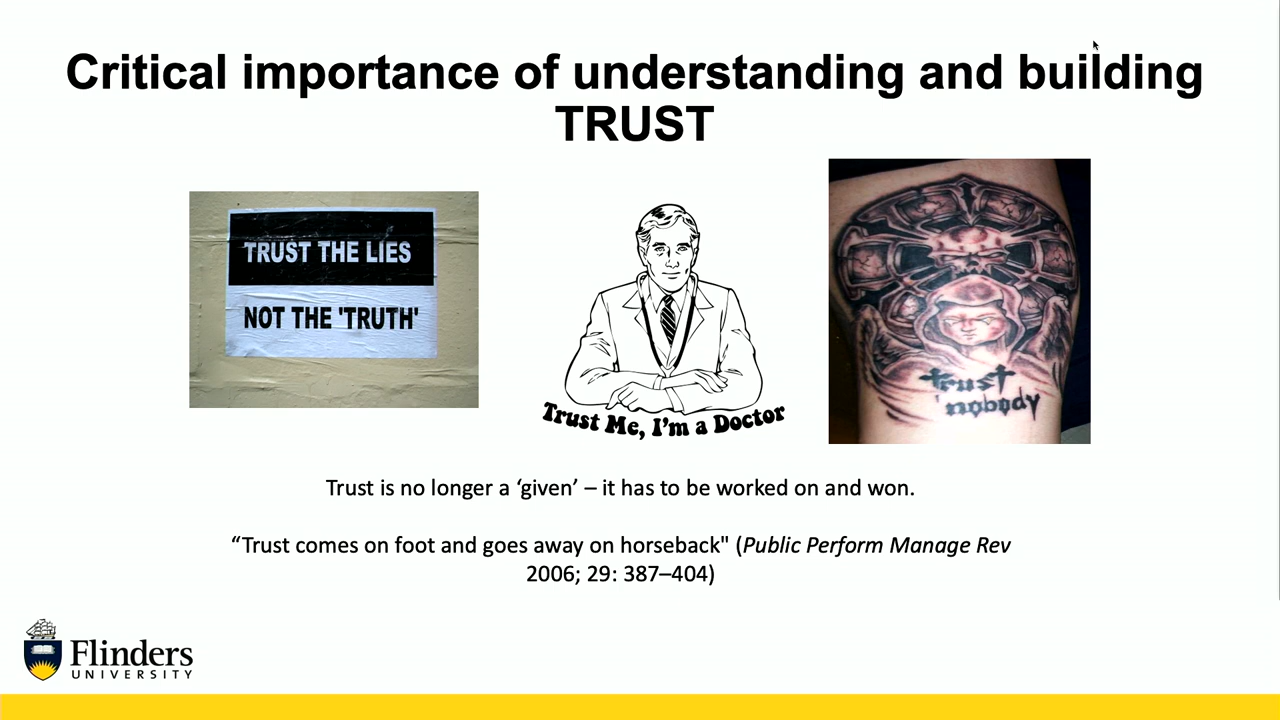 Critical importance of understanding and building
TRUST
TRUST THE LIES
NOT THE 'TRUTH'
Trust Me, I'm a Doctor
trust
nobody
Trust is no longer a ‘given’ – it has to be worked on and won.
“Trust comes on foot and goes away on horseback" (Public Perform Manage Rev
2006; 29: 387–404)
Flinders
UNIVERSITY